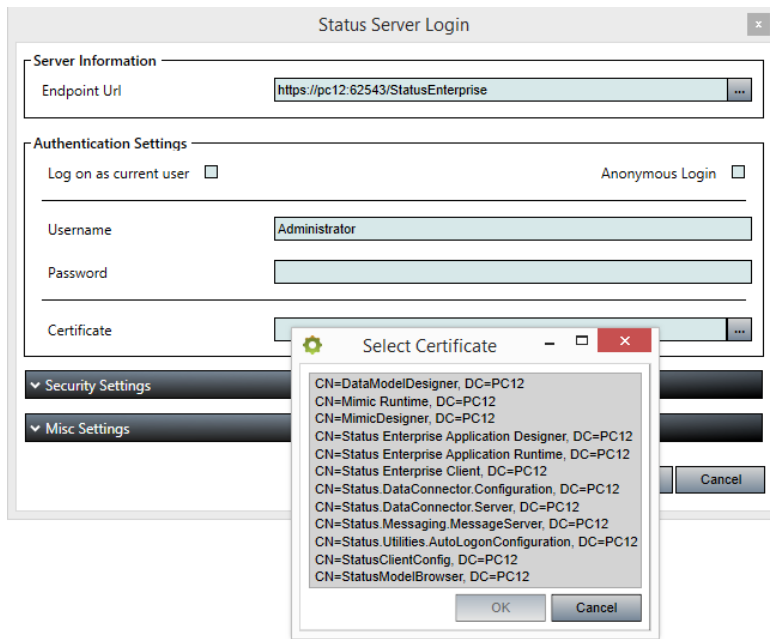 Status Server Login
x
Server Information
Endpoint Url
https://pc12:62543/StatusEnterprise
...
Authentication Settings
Log on as current user
Anonymous Login
Username
Administrator
Password
Certificate
...
Security Settings
Misc Settings
Cancel
Select Certificate
CN=DataModelDesigner, DC=PC12
CN=Mimic Runtime, DC=PC12
CN=MimicDesigner, DC=PC12
CN=Status Enterprise Application Designer, DC=PC12
CN=Status Enterprise Application Runtime, DC=PC12
CN=Status Enterprise Client, DC=PC12
CN=Status.DataConnector.Configuration, DC=PC12
CN=Status.DataConnector.Server, DC=PC12
CN=Status.Messaging.MessageServer, DC=PC12
CN=Status.Utilities.AutoLogonConfiguration, DC=PC12
CN=StatusClientConfig, DC=PC12
CN=StatusModelBrowser, DC=PC12
OK
Cancel